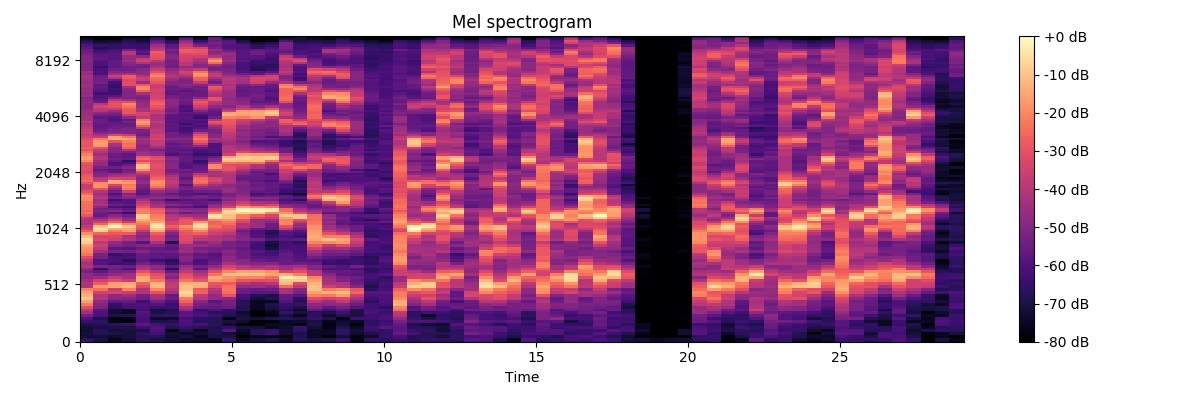 Mel spectrogram
8192
4096
2048
1024
512
0
Hz
0 5 10 15 20 25
Time
+0 dB
-10 dB
-20 dB
-30 dB
-40 dB
-50 dB
-60 dB
-70 dB
-80 dB